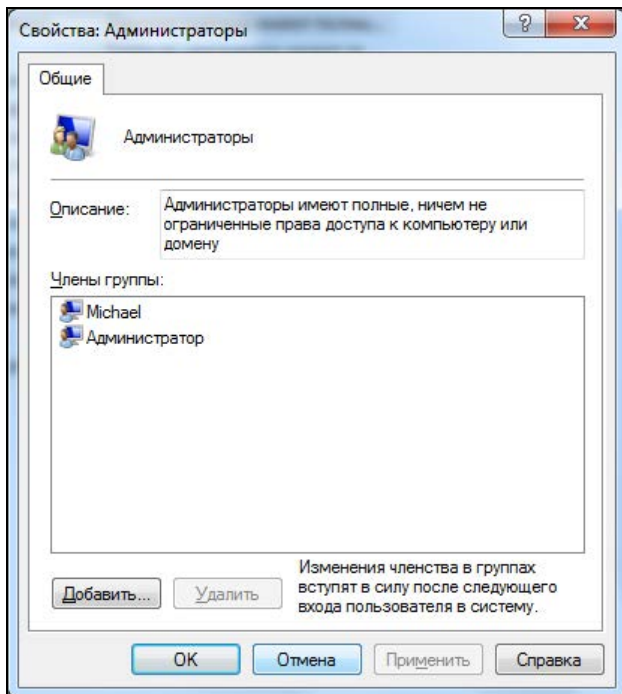 Свойства: Администраторы
Общие
Администраторы
Описание:
Администраторы имеют полные, ничем не
ограниченные права доступа к компьютеру или
домену
Члены группы:
Michael
Администратор
Добавить...
Удалить
Изменения членства в группах
вступят в силу после следующего
входа пользователя в систему.
OK
Отмена
Применить
Справка